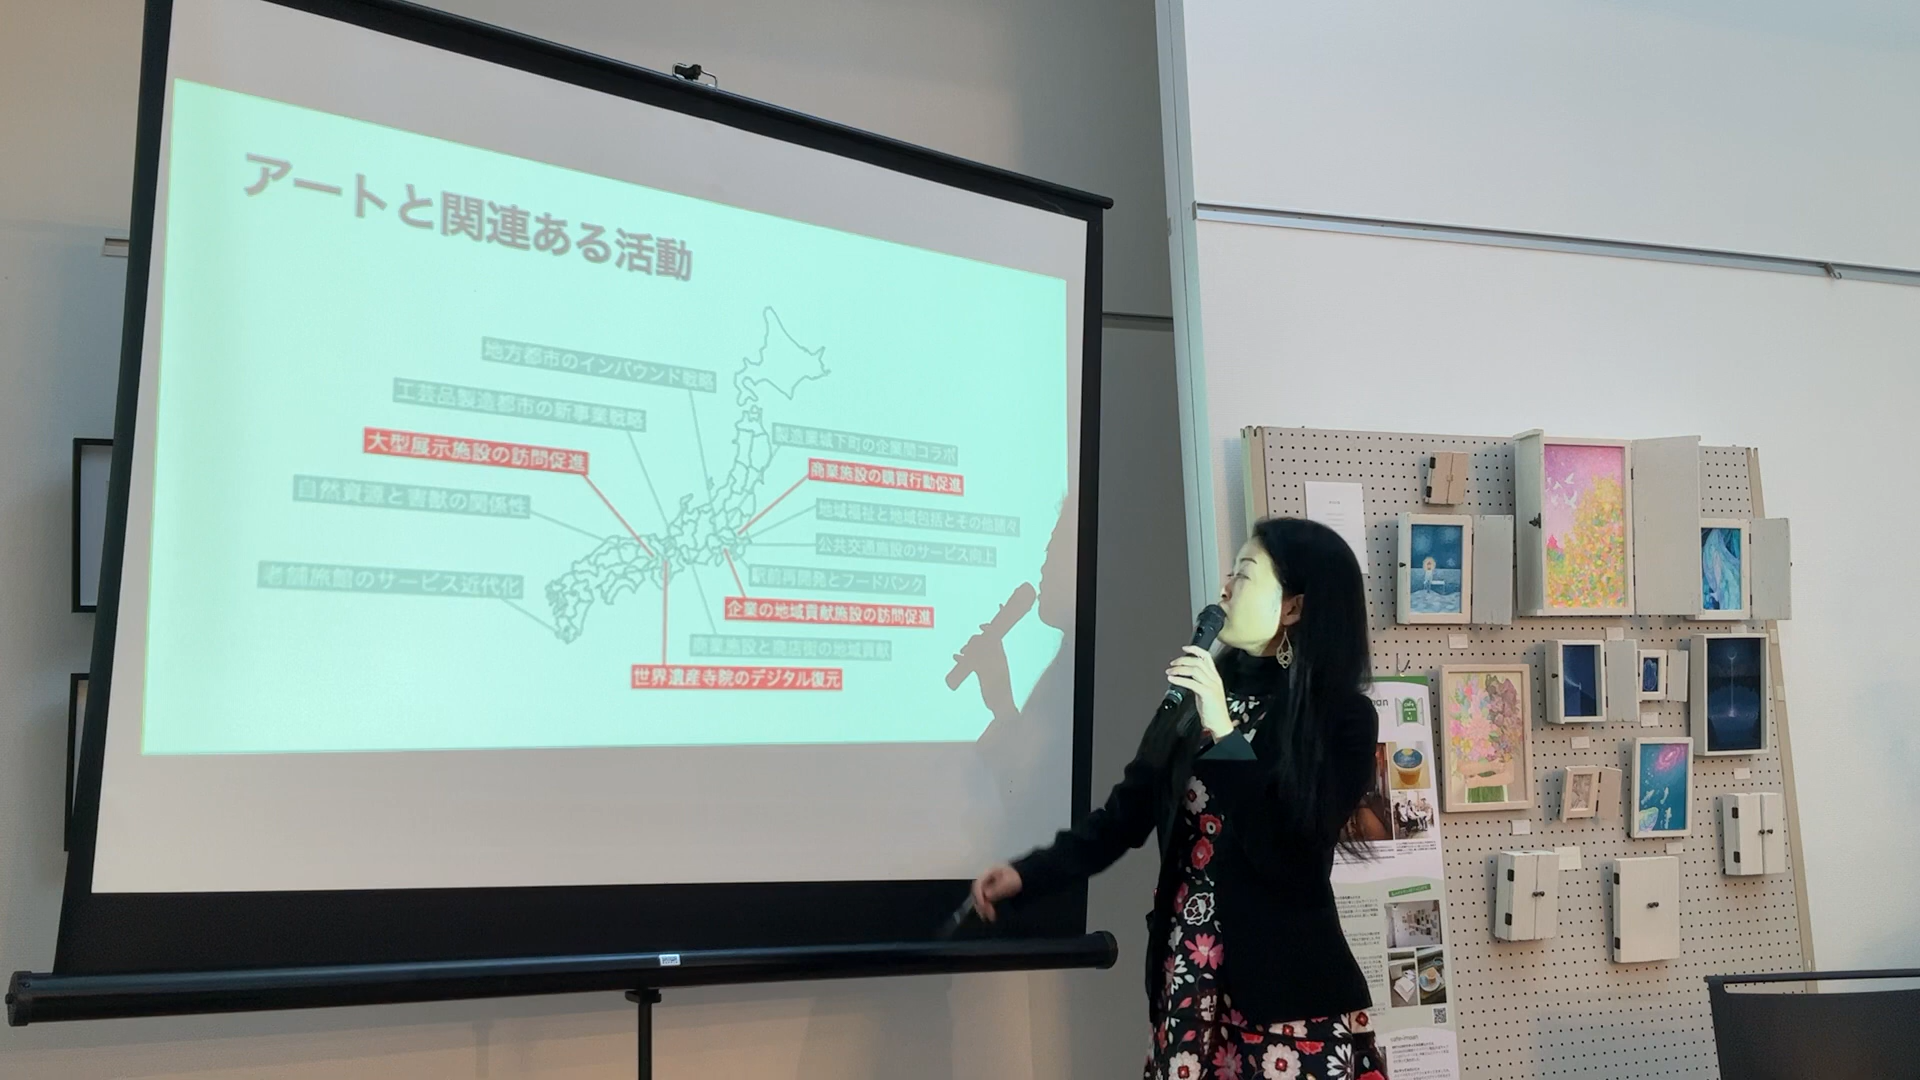 アートと関連ある活動
地方都市のインバウンド戦略
工芸品製造都市の新事業戦略
大型展示施設の訪問促進
自然資源と害獣の関係性
老舗旅館のサービス近代化
製造業城下町の企業間コラボ
商業施設の購買行動促進
地域福祉と地域包括とその他諸々
公共交通施設のサービス向上
駅前再開発とフードバンク
企業の地域貢献施設の訪問促進
商業施設と商店街の地域貢献
世界遺産寺院のデジタル復元